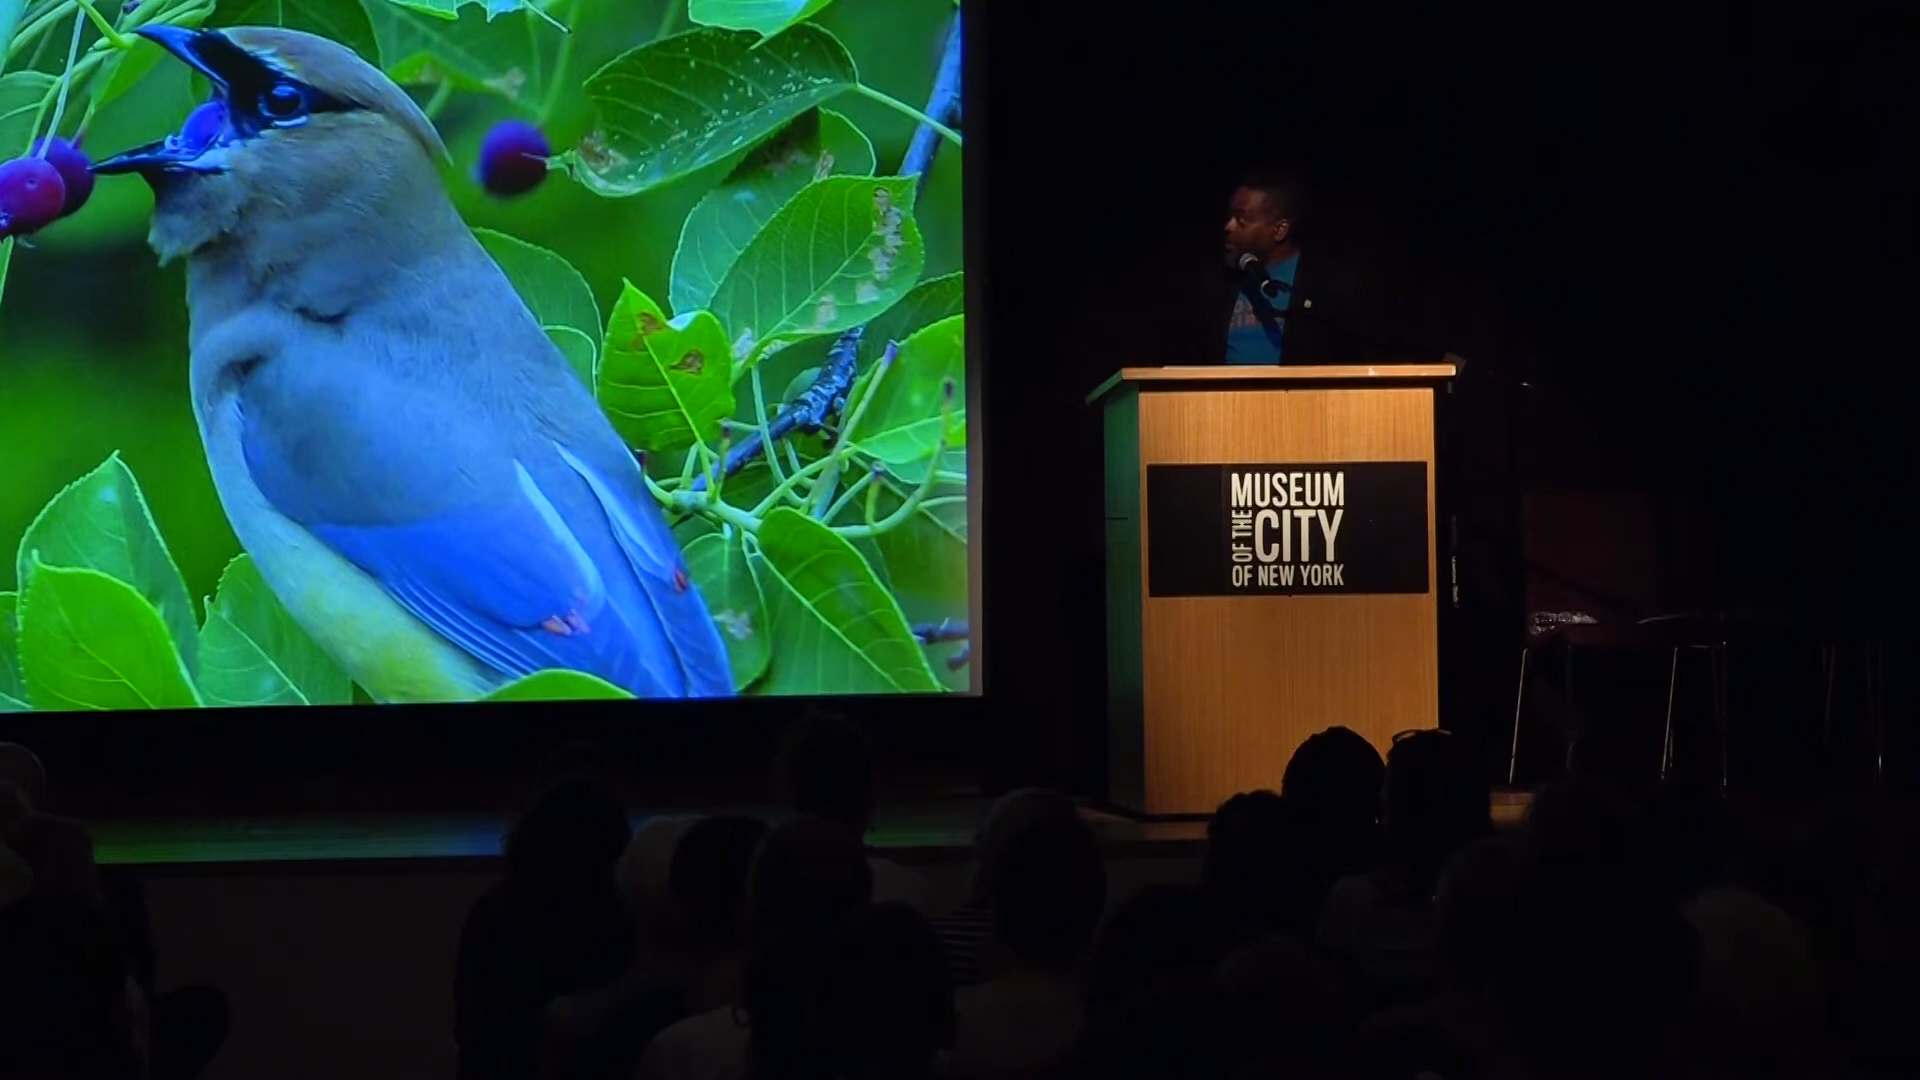 MUSEUM
OF THE
CITY
OF NEW YORK